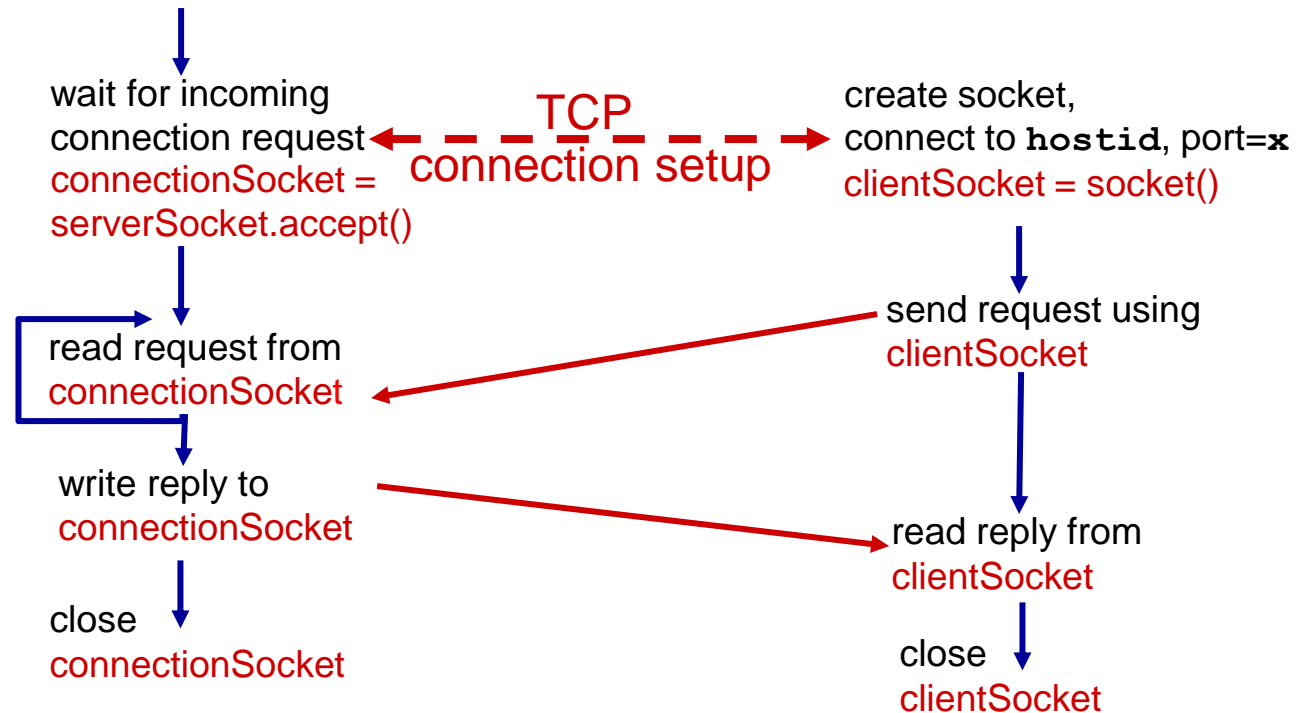 wait for incoming
connection request
connectionSocket =
serverSocket.accept()
TCP
connection setup
create socket,
connect to hostid, port=x
clientSocket = socket()
read request from
connectionSocket
send request using
clientSocket
write reply to
connectionSocket
read reply from
clientSocket
close
connectionSocket
close
clientSocket